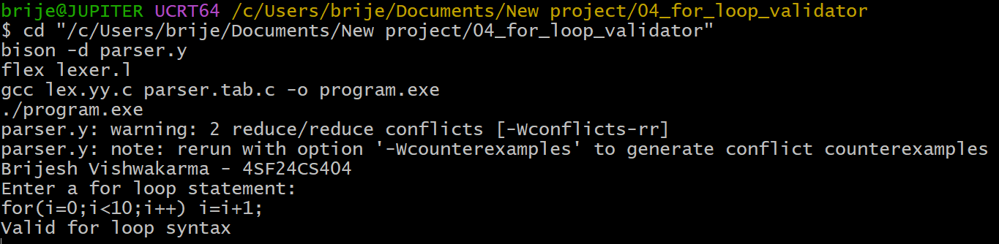 brije@JUPITER UCRT64 /c/Users/brije/Documents/New project/04_for_loop_validator
$ cd "/c/Users/brije/Documents/New project/04_for_loop_validator"
bison -d parser.y
flex lexer.l
gcc lex.yy.c parser.tab.c -o program.exe
./program.exe
parser.y: warning: 2 reduce/reduce conflicts [-Wconflicts-rr]
parser.y: note: rerun with option '-Wcounterexamples' to generate conflict counterexamples
Brijesh Vishwakarma - 4SF24CS404
Enter a for loop statement:
for(i=0;i<10;i++) i=i+1;
Valid for loop syntax